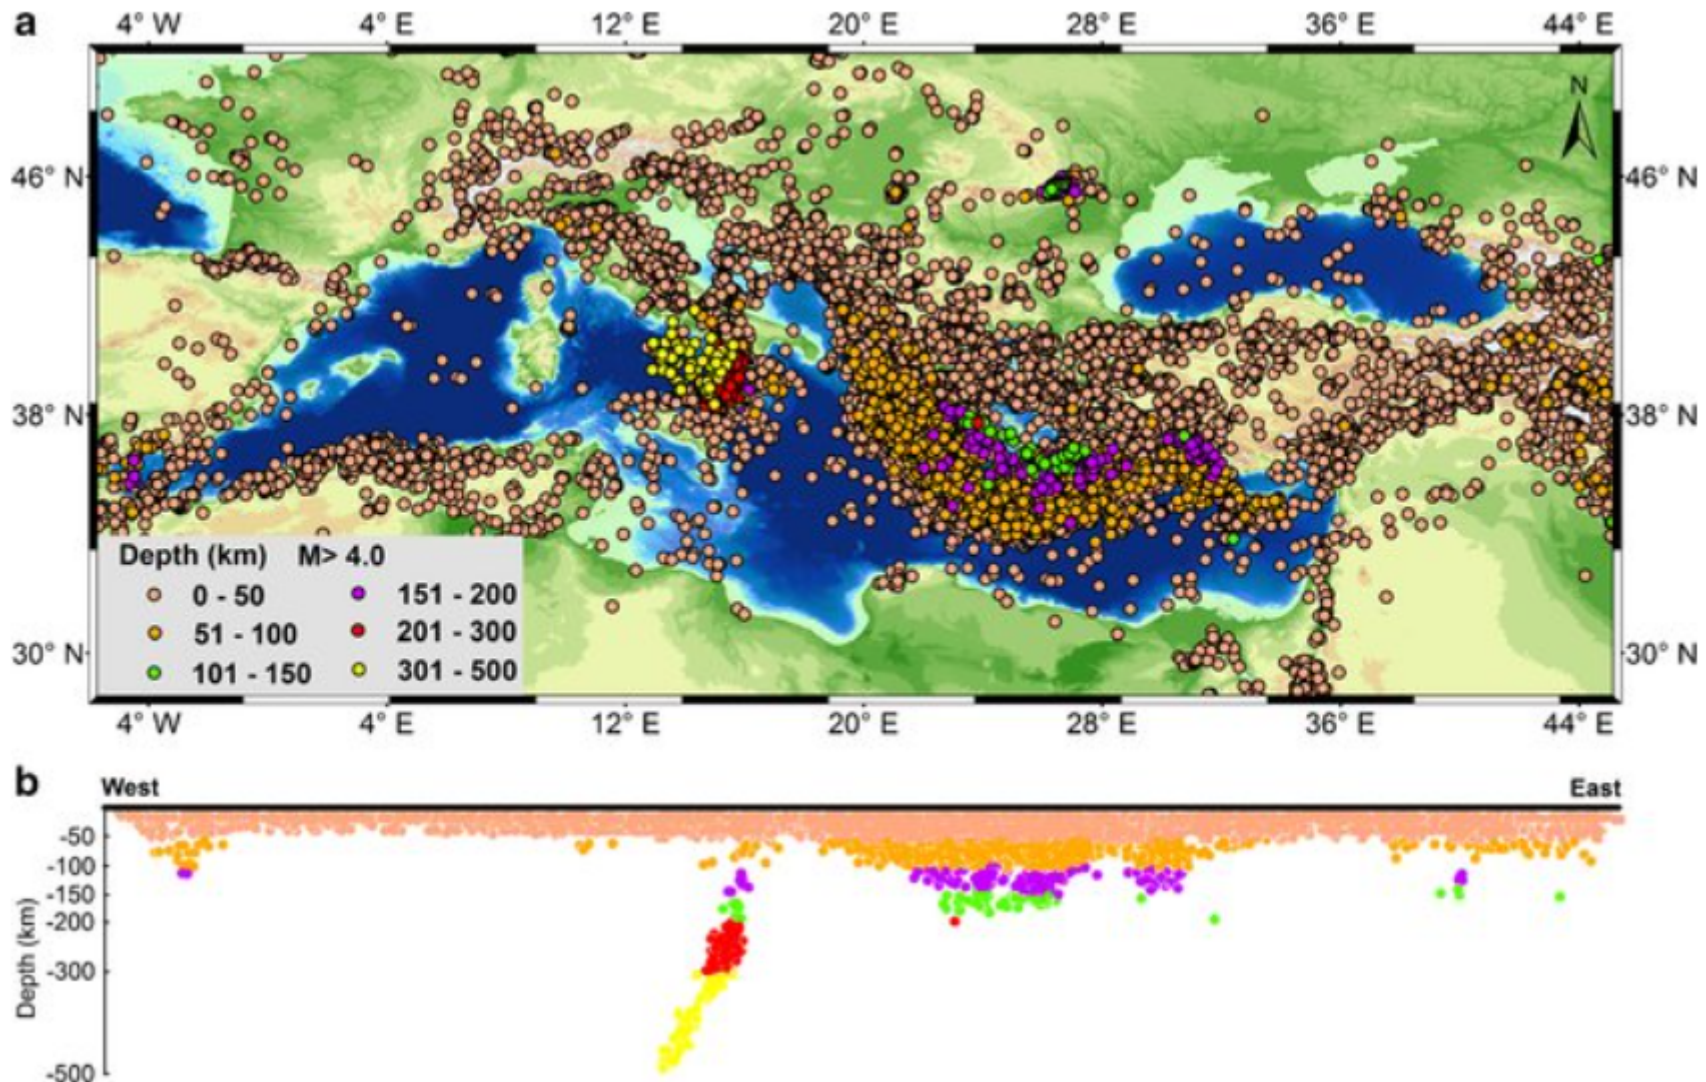 a
4° W 4° E 12° E 20° E 28° E 36° E 44° E
N
46° N 46° N
38° N 38° N
30° N 30° N
Depth (km) M> 4.0
0 - 50 151 - 200
51 - 100 201 - 300
101 - 150 301 - 500
4° W 4° E 12° E 20° E 28° E 36° E 44° E
b
West East
Depth (km)
-50
-100
-150
-200
-300
-500